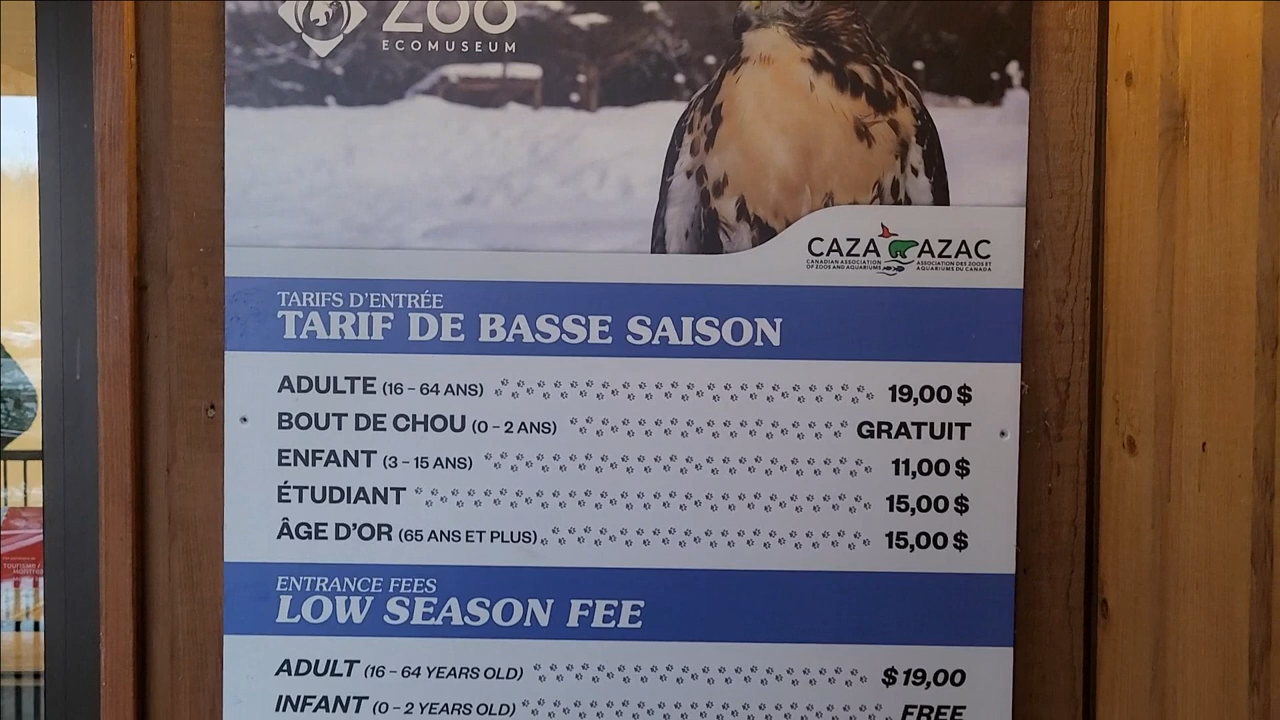 ZOO
ECOMUSEUM
CAZA AZAC
CANADIAN ASSOCIATION OF ZOOS AND AQUARIUMS
ASSOCIATION DES ZOOS ET AQUARIUMS DU CANADA
TARIFS D'ENTRÉE
TARIF DE BASSE SAISON
ADULTE (16 – 64 ANS) 19,00 $
BOUT DE CHOU (0 – 2 ANS) GRATUIT
ENFANT (3 – 15 ANS) 11,00 $
ÉTUDIANT 15,00 $
ÂGE D'OR (65 ANS ET PLUS) 15,00 $
ENTRANCE FEES
LOW SEASON FEE
ADULT (16 – 64 YEARS OLD) $ 19,00
INFANT (0 – 2 YEARS OLD) FREE
TOURISME /
MONTRÉAL